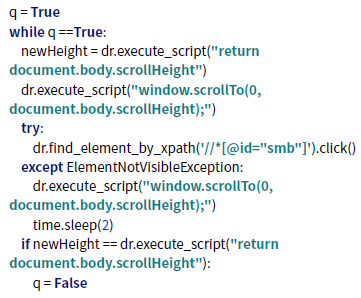 q = True
while q ==True:
newHeight = dr.execute_script("return
document.body.scrollHeight")
dr.execute_script("window.scrollTo(0,
document.body.scrollHeight);")
try:
dr.find_element_by_xpath('//*[@id="smb"]').click()
except ElementNotVisibleException:
dr.execute_script("window.scrollTo(0,
document.body.scrollHeight);")
time.sleep(2)
if newHeight == dr.execute_script("return
document.body.scrollHeight"):
q = False